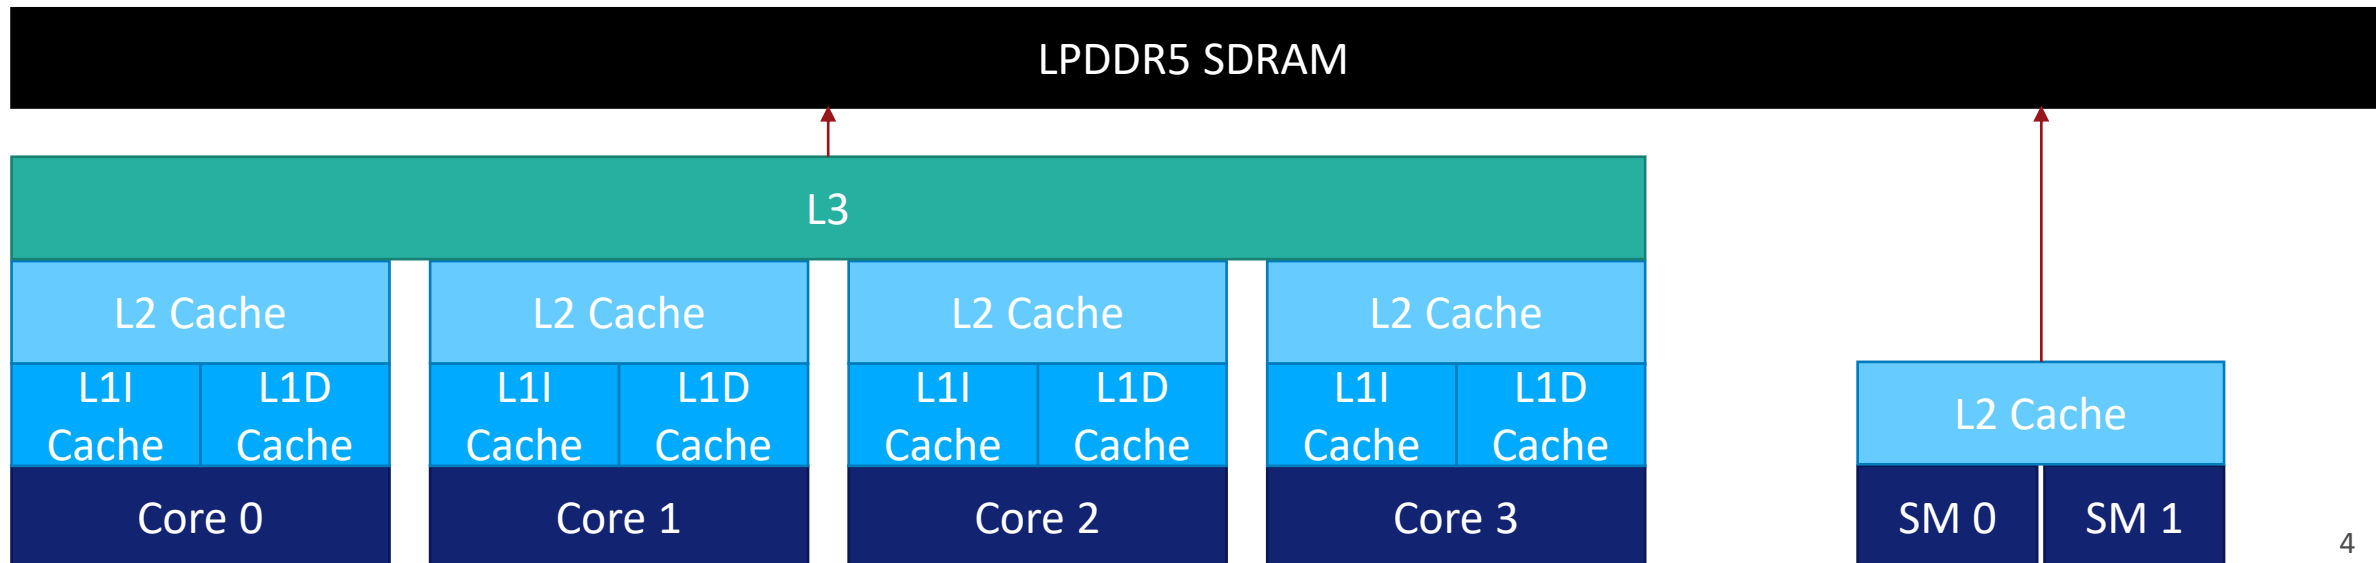 LPDDR5 SDRAM
L3
L2 Cache
L2 Cache
L2 Cache
L2 Cache
L1I
Cache
L1D
Cache
L1I
Cache
L1D
Cache
L1I
Cache
L1D
Cache
L1I
Cache
L1D
Cache
L2 Cache
Core 0
Core 1
Core 2
Core 3
SM 0
SM 1
4